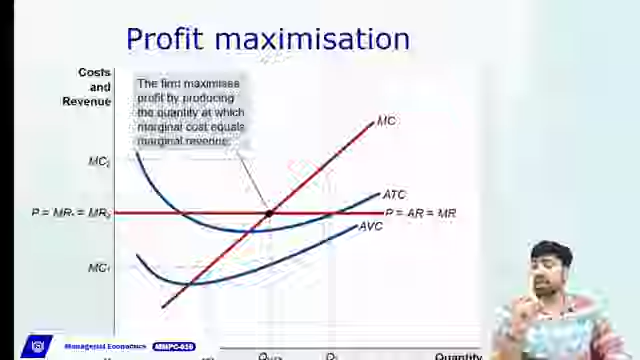 Profit maximisation
Costs
and
Revenue
The firm maximises
profit by producing
the quantity at which
marginal cost equals
marginal revenue.
MC
MC₂
ATC
P = MR₁ = MR₂
P = AR = MR
AVC
MC₁
Managerial Economics
Quantity